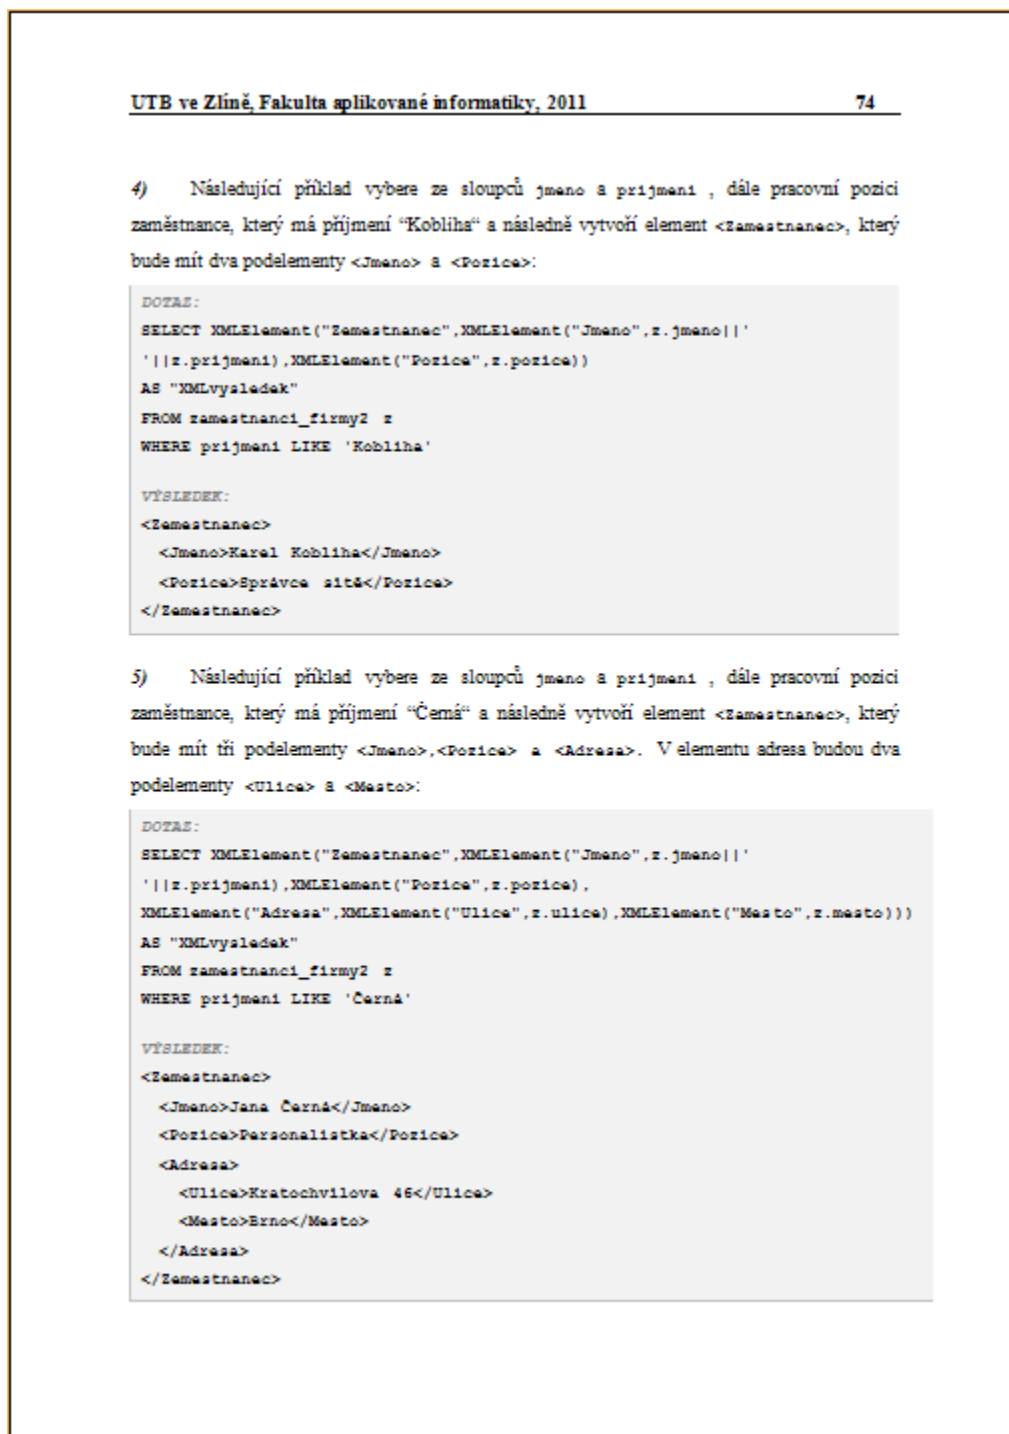 UTB ve Zlíně, Fakulta aplikované informatiky, 2011 74
4) Následující příklad vybere ze sloupců jmeno a prijmeni , dále pracovní pozici
zaměstnance, který má příjmení “Kobliha“ a následně vytvoří element <Zamestnanec>, který
bude mít dva podelementy <Jmeno> a <Pozice>:
DOTAZ:
SELECT XMLElement("Zemestnanec",XMLElement("Jmeno",z.jmeno||'
'||z.prijmeni),XMLElement("Pozice",z.pozice))
AS "XMLvysledek"
FROM zamestnanci_firmy2 z
WHERE prijmeni LIKE 'Kobliha'
VÝSLEDEK:
<Zemestnanec>
<Jmeno>Karel Kobliha</Jmeno>
<Pozice>Správce sítě</Pozice>
</Zemestnanec>
5) Následující příklad vybere ze sloupců jmeno a prijmeni , dále pracovní pozici
zaměstnance, který má příjmení “Černá“ a následně vytvoří element <Zamestnanec>, který
bude mít tři podelementy <Jmeno>,<Pozice> a <Adresa>. V elementu adresa budou dva
podelementy <Ulice> a <Mesto>:
DOTAZ:
SELECT XMLElement("Zemestnanec",XMLElement("Jmeno",z.jmeno||'
'||z.prijmeni),XMLElement("Pozice",z.pozice),
XMLElement("Adresa",XMLElement("Ulice",z.ulice),XMLElement("Mesto",z.mesto)))
AS "XMLvysledek"
FROM zamestnanci_firmy2 z
WHERE prijmeni LIKE 'Černá'
VÝSLEDEK:
<Zemestnanec>
<Jmeno>Jana Černá</Jmeno>
<Pozice>Personalistka</Pozice>
<Adresa>
<Ulice>Kratochvilova 46</Ulice>
<Mesto>Brno</Mesto>
</Adresa>
</Zemestnanec>